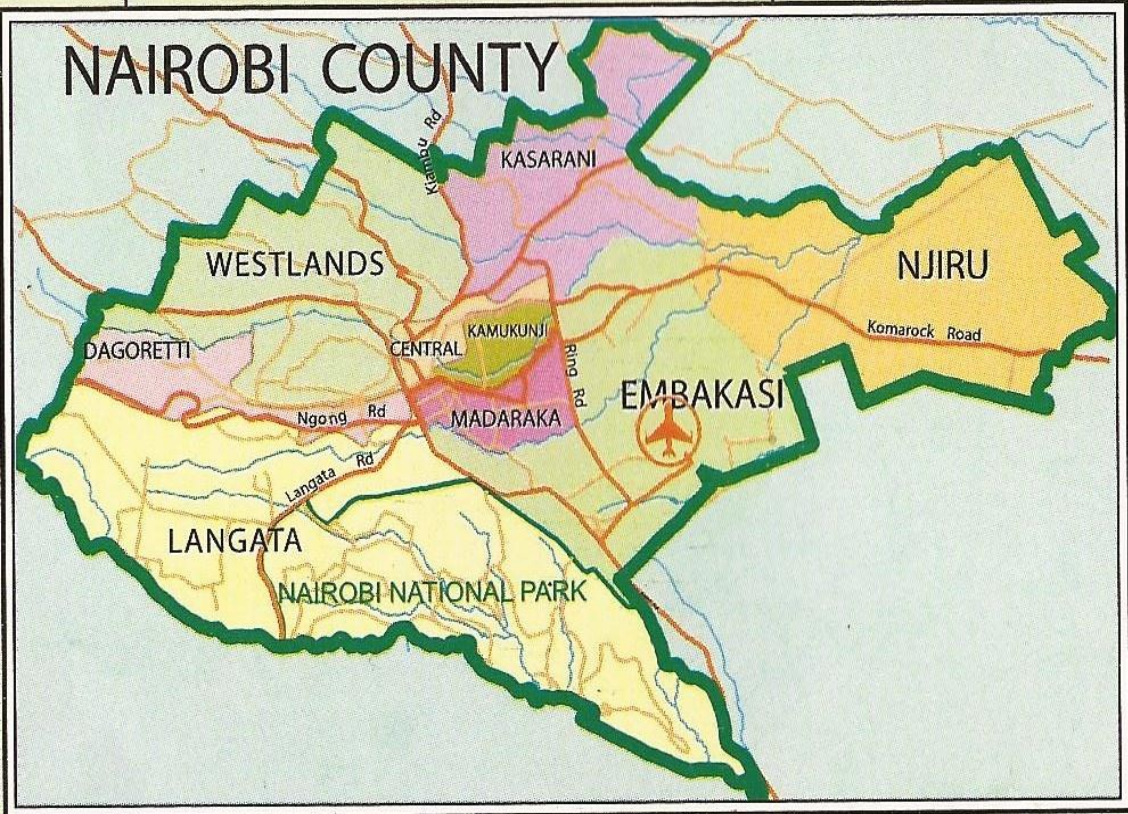 NAIROBI COUNTY
Kiambu Rd
KASARANI
WESTLANDS
NJIRU
KAMUKUNJI
Komarock Road
DAGORETTI
CENTRAL
Ring Rd
EMBAKASI
Ngong Rd
MADARAKA
Langata Rd
LANGATA
NAIROBI NATIONAL PARK